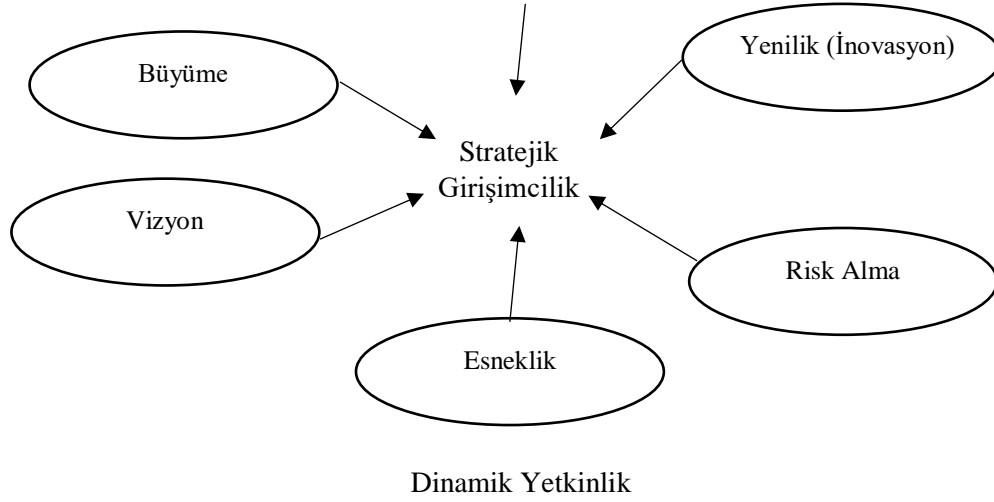 Yenilik (İnovasyon)
Büyüme
Stratejik
Girişimcilik
Vizyon
Risk Alma
Esneklik
Dinamik Yetkinlik